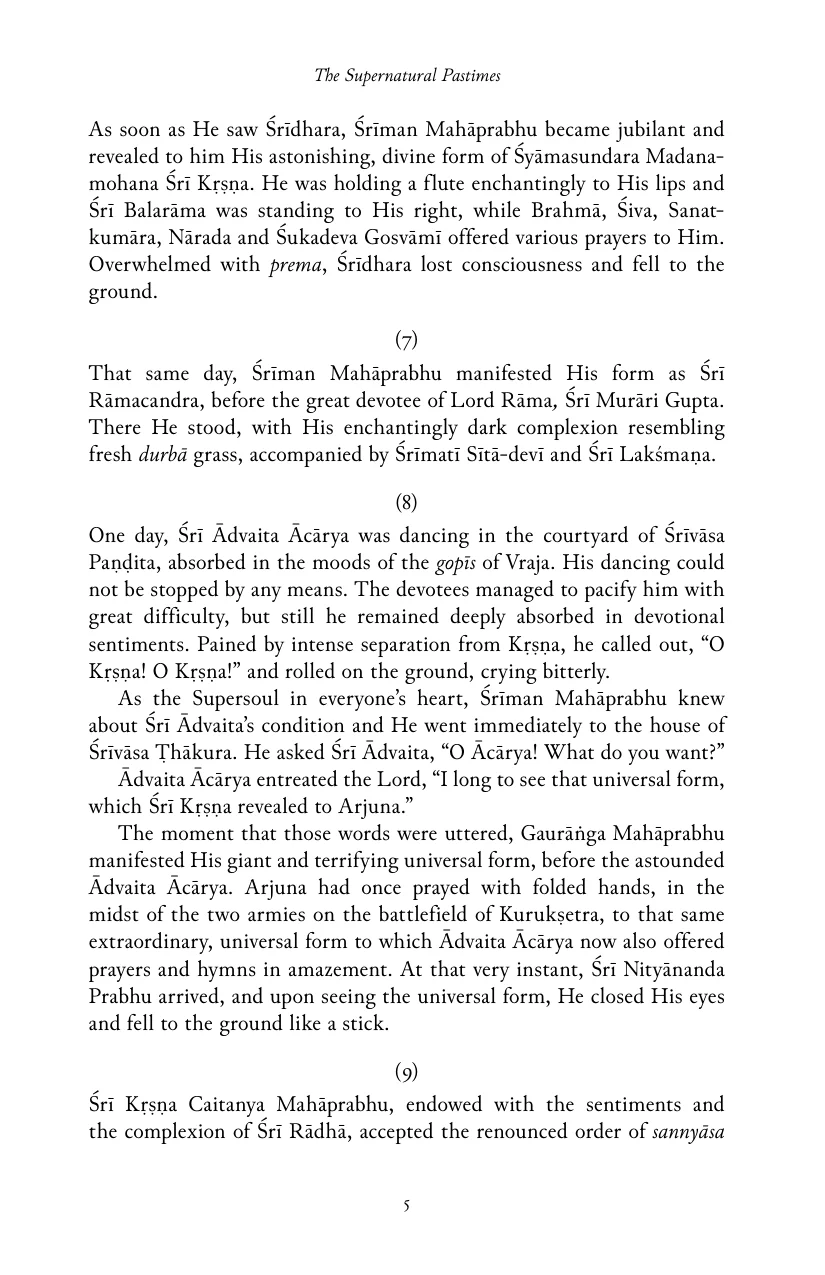 The Supernatural Pastimes
As soon as He saw Śrīdhara, Śrīman Mahāprabhu became jubilant and
revealed to him His astonishing, divine form of Śyāmasundara Madana-
mohana Śrī Kṛṣṇa. He was holding a flute enchantingly to His lips and
Śrī Balarāma was standing to His right, while Brahmā, Śiva, Sanat-
kumāra, Nārada and Śukadeva Gosvāmī offered various prayers to Him.
Overwhelmed with prema, Śrīdhara lost consciousness and fell to the
ground.
(7)
That same day, Śrīman Mahāprabhu manifested His form as Śrī
Rāmacandra, before the great devotee of Lord Rāma, Śrī Murāri Gupta.
There He stood, with His enchantingly dark complexion resembling
fresh durbā grass, accompanied by Śrīmatī Sītā-devī and Śrī Lakśmaṇa.
(8)
One day, Śrī Ādvaita Ācārya was dancing in the courtyard of Śrīvāsa
Paṇḍita, absorbed in the moods of the gopīs of Vraja. His dancing could
not be stopped by any means. The devotees managed to pacify him with
great difficulty, but still he remained deeply absorbed in devotional
sentiments. Pained by intense separation from Kṛṣṇa, he called out, “O
Kṛṣṇa! O Kṛṣṇa!” and rolled on the ground, crying bitterly.
As the Supersoul in everyone’s heart, Śrīman Mahāprabhu knew
about Śrī Ādvaita’s condition and He went immediately to the house of
Śrīvāsa Ṭhākura. He asked Śrī Ādvaita, “O Ācārya! What do you want?”
Ādvaita Ācārya entreated the Lord, “I long to see that universal form,
which Śrī Kṛṣṇa revealed to Arjuna.”
The moment that those words were uttered, Gaurāṅga Mahāprabhu
manifested His giant and terrifying universal form, before the astounded
Ādvaita Ācārya. Arjuna had once prayed with folded hands, in the
midst of the two armies on the battlefield of Kurukṣetra, to that same
extraordinary, universal form to which Ādvaita Ācārya now also offered
prayers and hymns in amazement. At that very instant, Śrī Nityānanda
Prabhu arrived, and upon seeing the universal form, He closed His eyes
and fell to the ground like a stick.
(9)
Śrī Kṛṣṇa Caitanya Mahāprabhu, endowed with the sentiments and
the complexion of Śrī Rādhā, accepted the renounced order of sannyāsa
5